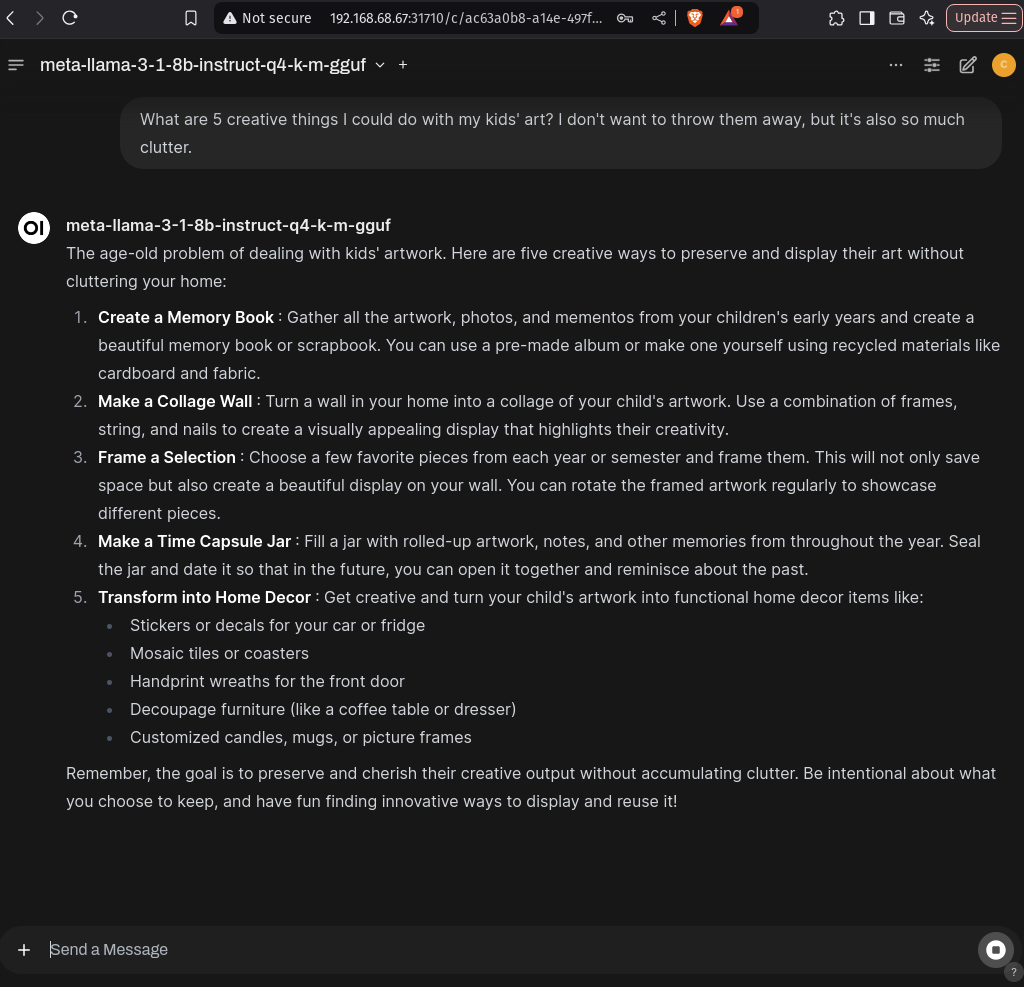 Not secure 192.168.68.67:31710/c/ac63a0b8-a14e-497f... 1 Update
meta-llama-3-1-8b-instruct-q4-k-m-gguf + C
What are 5 creative things I could do with my kids' art? I don't want to throw them away, but it's also so much
clutter.
OI meta-llama-3-1-8b-instruct-q4-k-m-gguf
The age-old problem of dealing with kids' artwork. Here are five creative ways to preserve and display their art without
cluttering your home:
1. Create a Memory Book : Gather all the artwork, photos, and mementos from your children's early years and create a
beautiful memory book or scrapbook. You can use a pre-made album or make one yourself using recycled materials like
cardboard and fabric.
2. Make a Collage Wall : Turn a wall in your home into a collage of your child's artwork. Use a combination of frames,
string, and nails to create a visually appealing display that highlights their creativity.
3. Frame a Selection : Choose a few favorite pieces from each year or semester and frame them. This will not only save
space but also create a beautiful display on your wall. You can rotate the framed artwork regularly to showcase
different pieces.
4. Make a Time Capsule Jar : Fill a jar with rolled-up artwork, notes, and other memories from throughout the year. Seal
the jar and date it so that in the future, you can open it together and reminisce about the past.
5. Transform into Home Decor : Get creative and turn your child's artwork into functional home decor items like:
• Stickers or decals for your car or fridge
• Mosaic tiles or coasters
• Handprint wreaths for the front door
• Decoupage furniture (like a coffee table or dresser)
• Customized candles, mugs, or picture frames
Remember, the goal is to preserve and cherish their creative output without accumulating clutter. Be intentional about what
you choose to keep, and have fun finding innovative ways to display and reuse it!
+ Send a Message
?